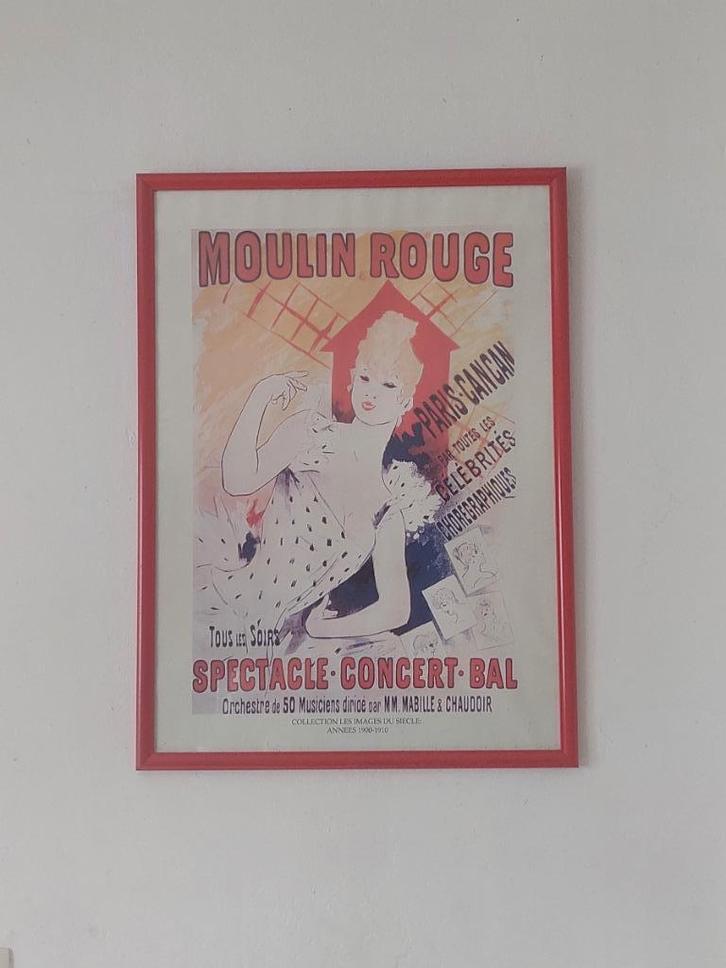 MOULIN ROUGE
PARIS-CANCAN
PAR TOUTES LES
CÉLÉBRITÉS
CHORÉGRAPHIQUES
TOUS LES SOIRS
SPECTACLE·CONCERT·BAL
Orchestre de 50 Musiciens dirigé par MM. MABILLE & CHAUDOIR
COLLECTION LES IMAGES DU SIECLE:
ANNEES 1900-1910